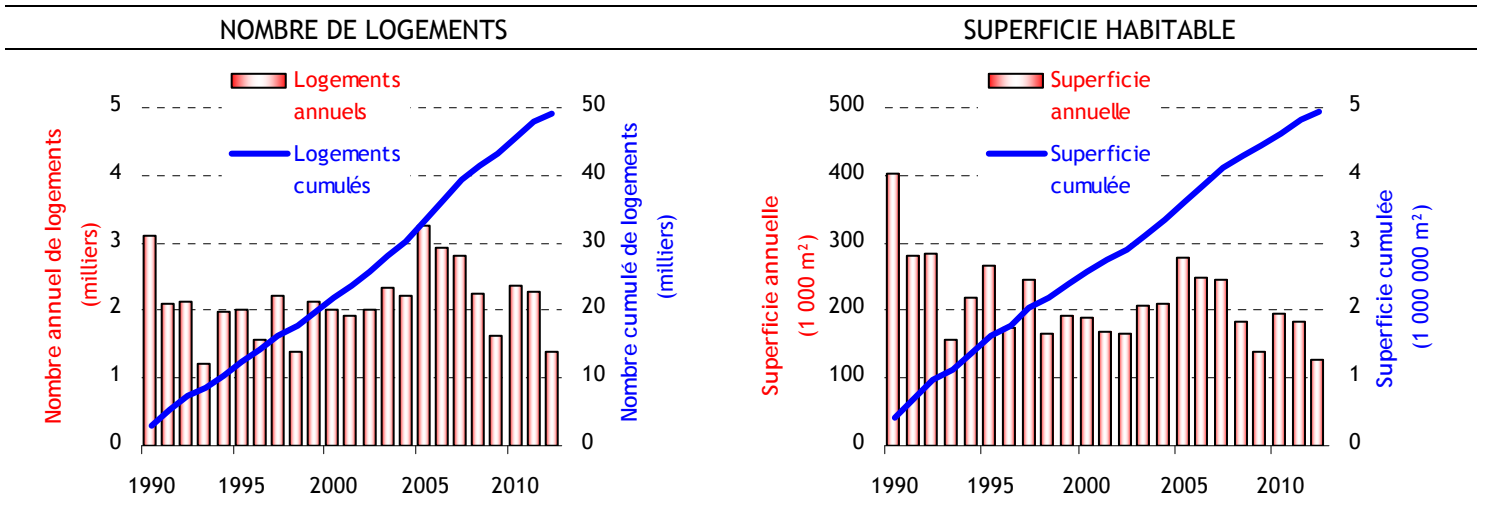 NOMBRE DE LOGEMENTS
Logements
annuels
Logements
cumulés
Nombre annuel de logements
(milliers)
5
4
3
2
1
0
50
40
30
20
10
0
Nombre cumulé de logements
(milliers)
1990
1995
2000
2005
2010
SUPERFICIE HABITABLE
Superficie
annuelle
Superficie
cumulée
Superficie annuelle
(1 000 m²)
500
400
300
200
100
0
5
4
3
2
1
0
Superficie cumulée
(1 000 000 m²)
1990
1995
2000
2005
2010